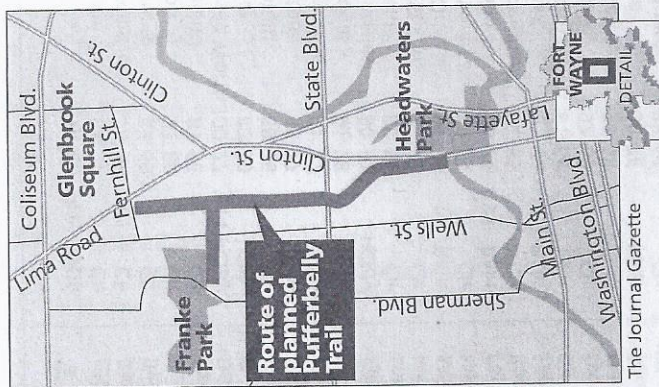 Coliseum Blvd.
Glenbrook
Square
Fernhill St.
Clinton St.
Lima Road
Franke
Park
Clinton St.
State Blvd.
Route of
planned
Pufferbelly
Trail
Headwaters
Park
Wells St.
Sherman Blvd.
Lafayette St.
Main St.
Washington Blvd.
FORT
WAYNE
DETAIL
The Journal Gazette